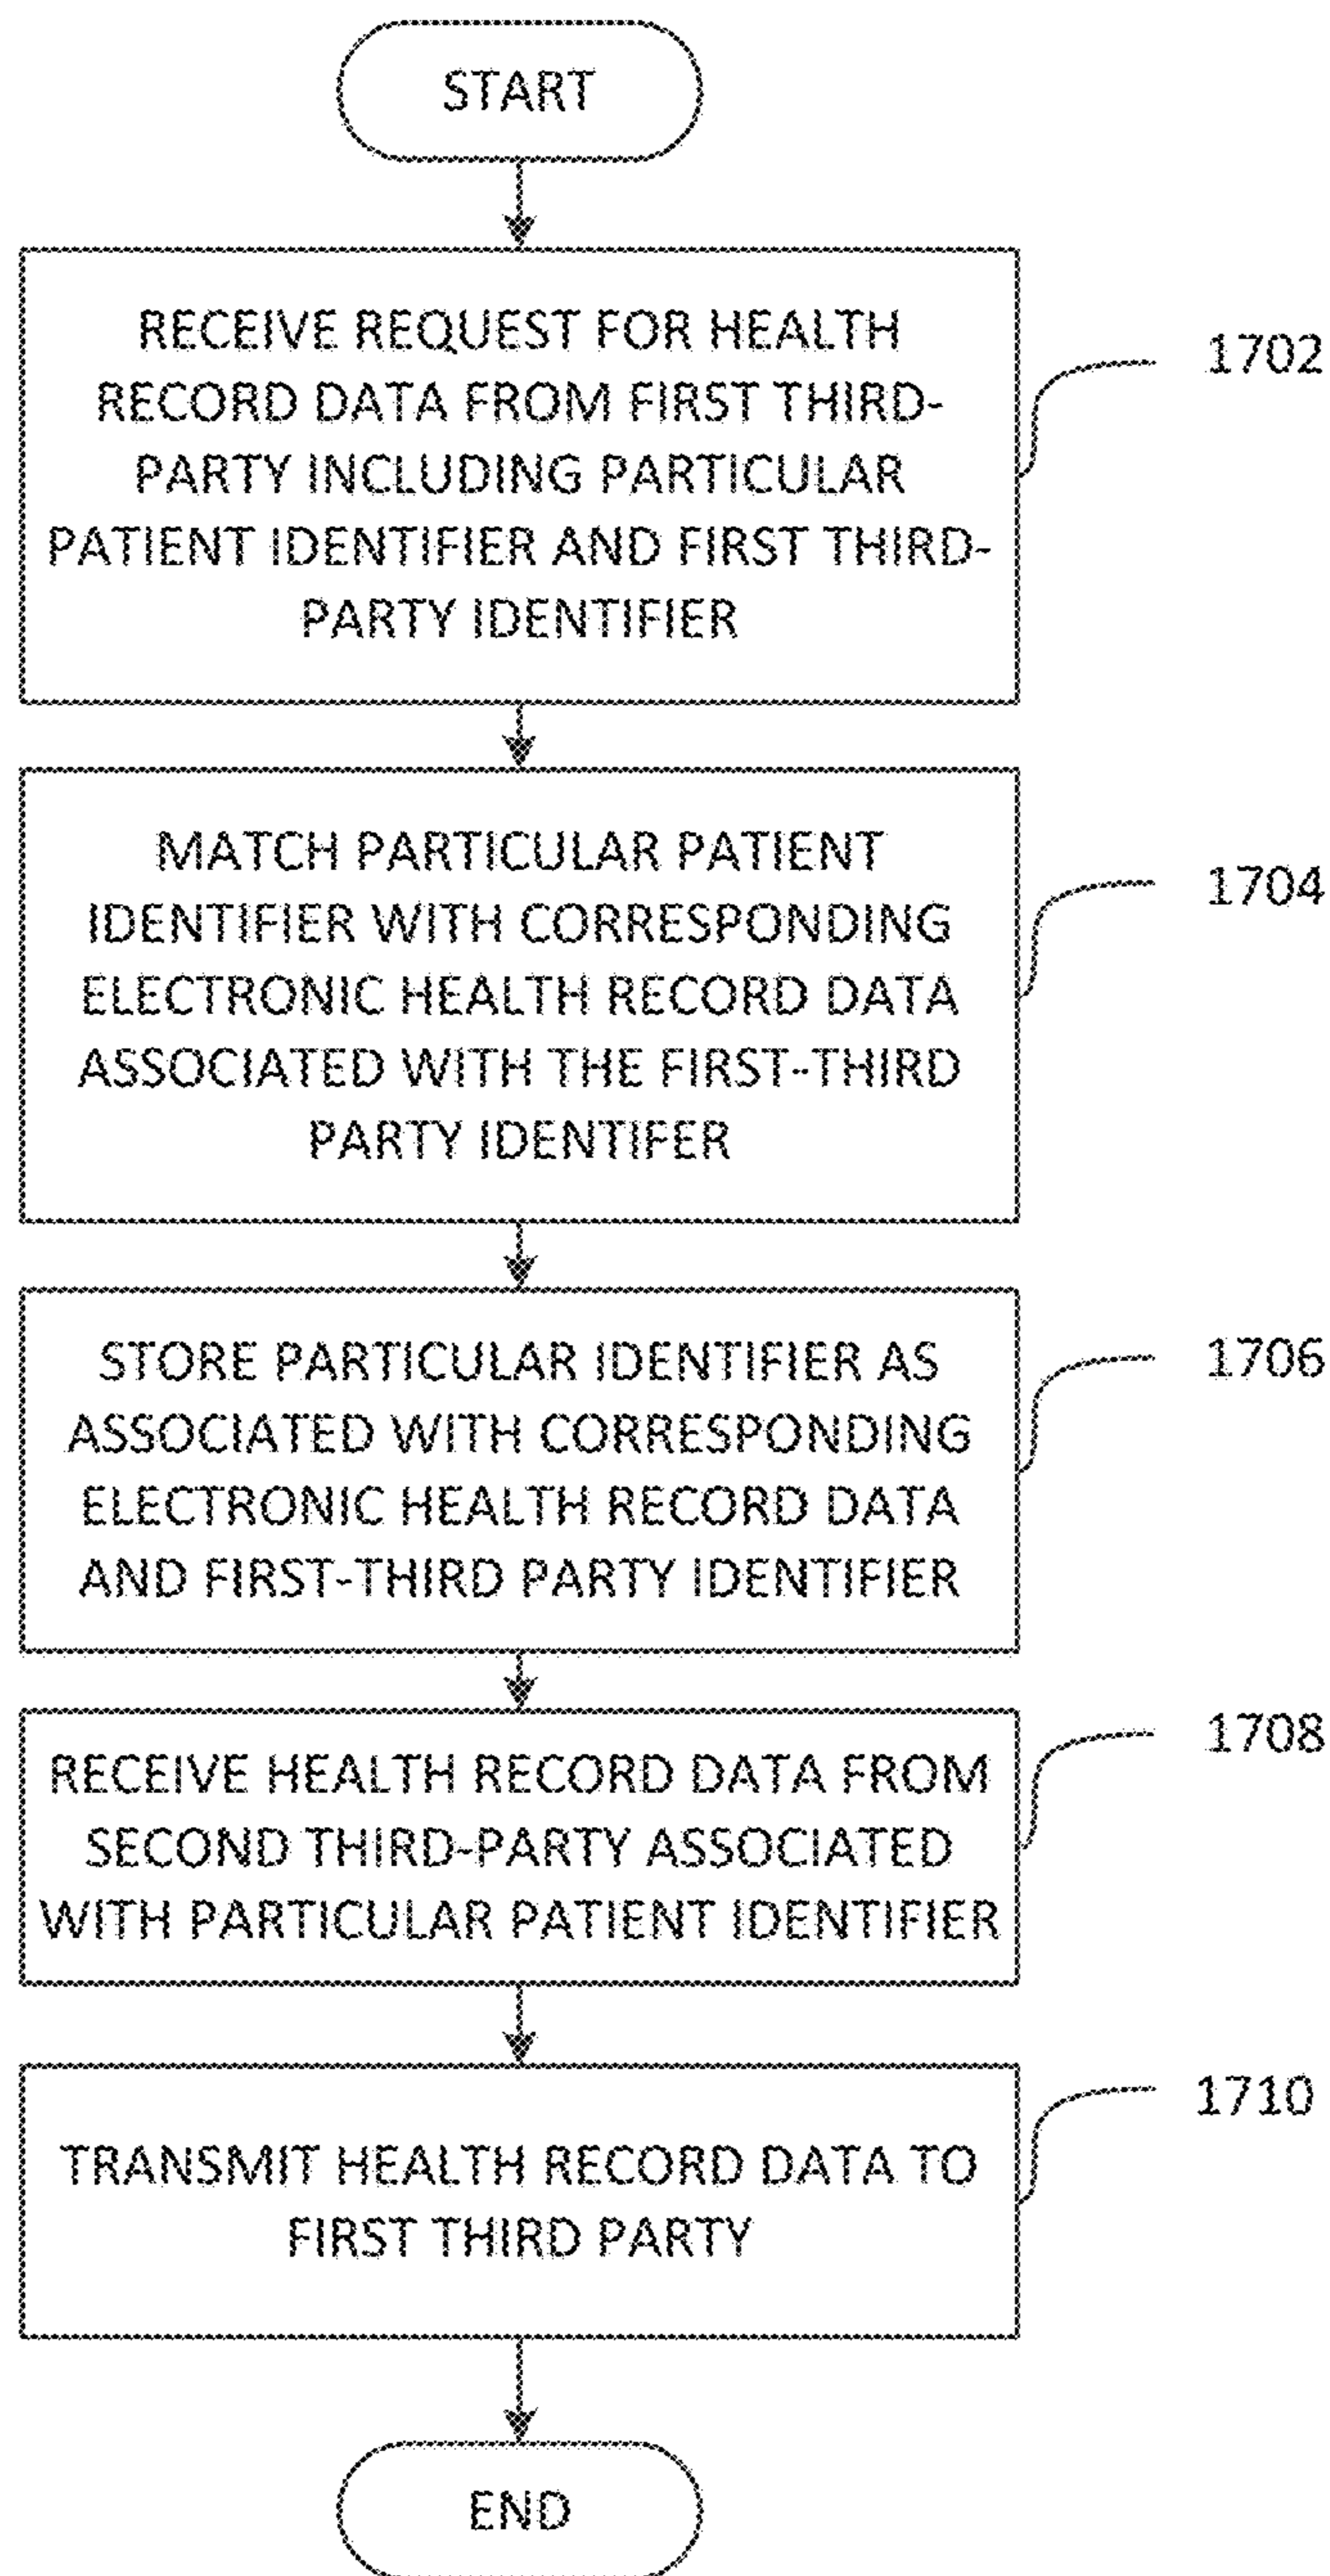 START
RECEIVE REQUEST FOR HEALTH
RECORD DATA FROM FIRST THIRD-
PARTY INCLUDING PARTICULAR
PATIENT IDENTIFIER AND FIRST THIRD-
PARTY IDENTIFIER
1702
MATCH PARTICULAR PATIENT
IDENTIFIER WITH CORRESPONDING
ELECTRONIC HEALTH RECORD DATA
ASSOCIATED WITH THE FIRST-THIRD
PARTY IDENTIFER
1704
STORE PARTICULAR IDENTIFIER AS
ASSOCIATED WITH CORRESPONDING
ELECTRONIC HEALTH RECORD DATA
AND FIRST-THIRD PARTY IDENTIFIER
1706
RECEIVE HEALTH RECORD DATA FROM
SECOND THIRD-PARTY ASSOCIATED
WITH PARTICULAR PATIENT IDENTIFIER
1708
TRANSMIT HEALTH RECORD DATA TO
FIRST THIRD PARTY
1710
END